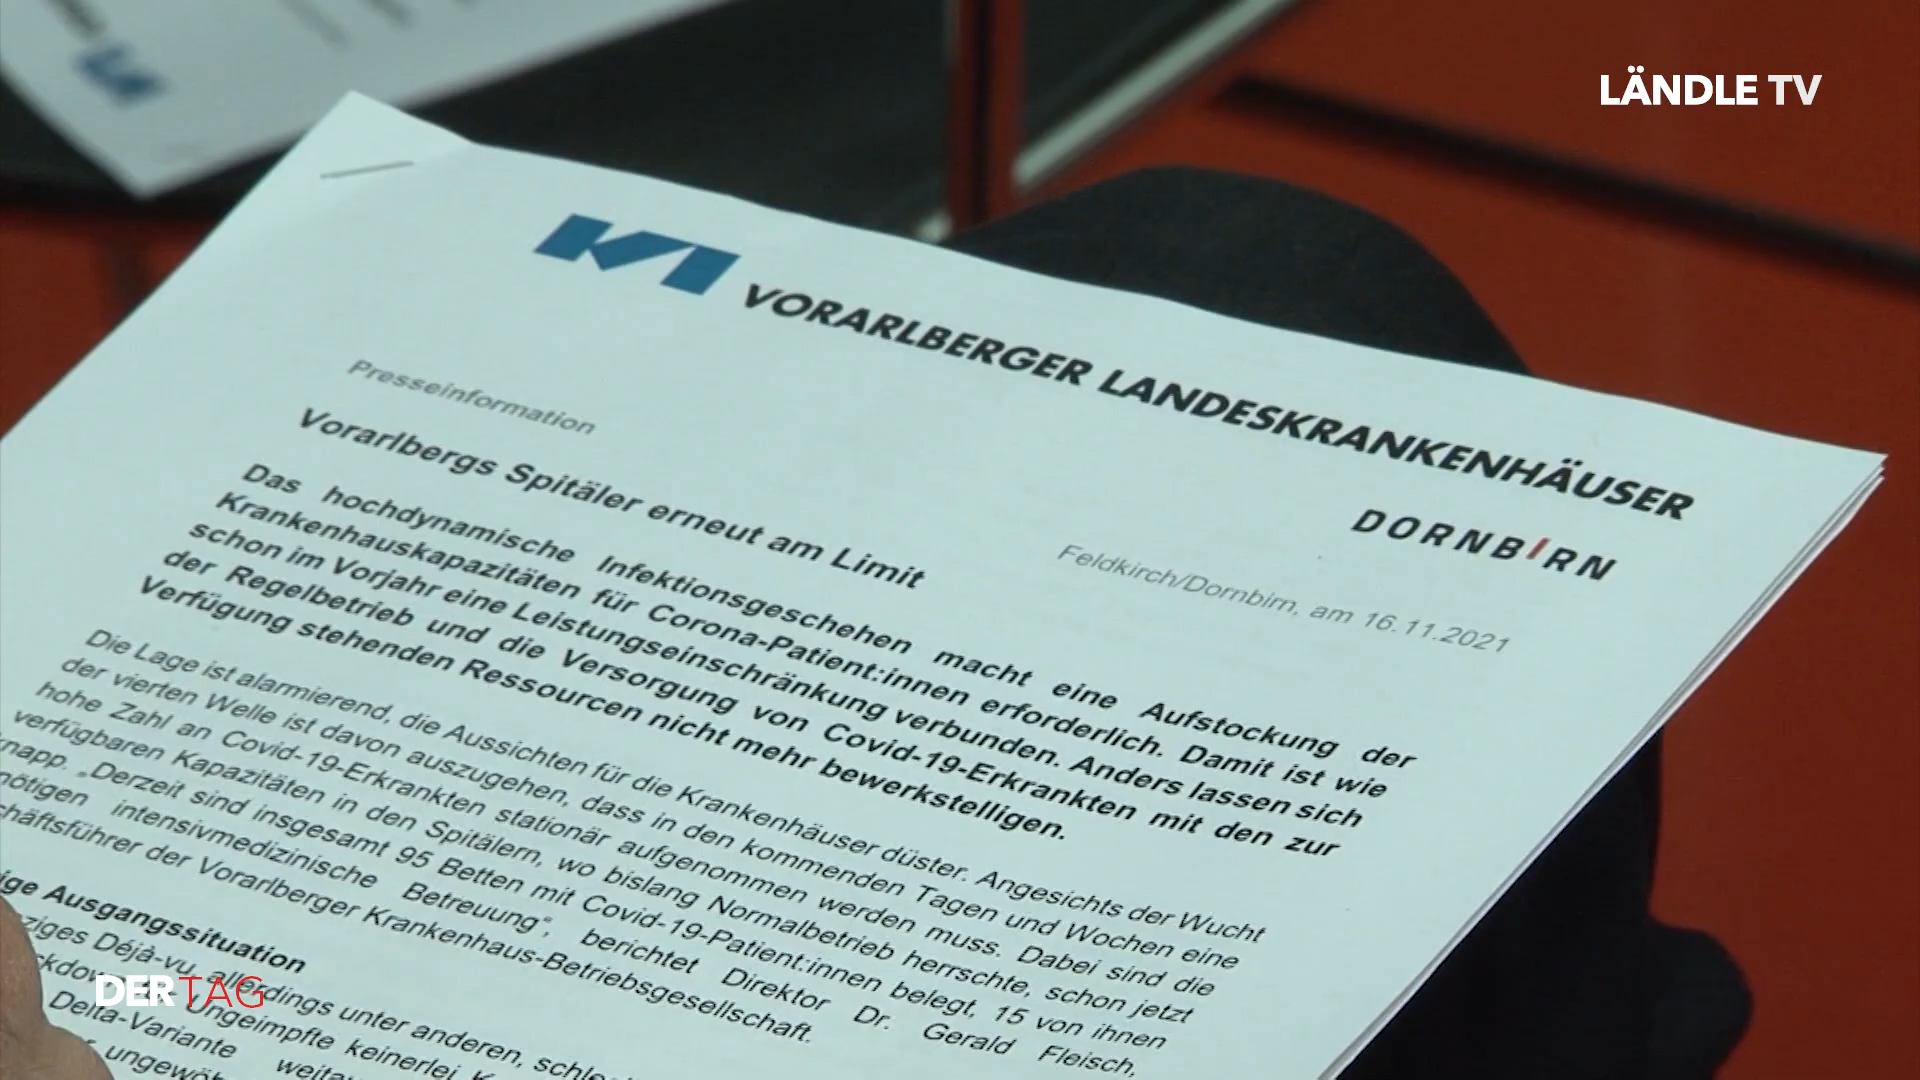 LÄNDLE TV
VORARLBERGER LANDESKRANKENHÄUSER
DORNBIRN
Presseinformation
Feldkirch/Dornbirn, am 16.11.2021
Vorarlbergs Spitäler erneut am Limit
Das hochdynamische Infektionsgeschehen macht eine Aufstockung der
Krankenhauskapazitäten für Corona-Patient:innen erforderlich. Damit ist wie
schon im Vorjahr eine Leistungseinschränkung verbunden. Anders lassen sich
der Regelbetrieb und die Versorgung von Covid-19-Erkrankten mit den zur
Verfügung stehenden Ressourcen nicht mehr bewerkstelligen.
Die Lage ist alarmierend, die Aussichten für die Krankenhäuser düster. Angesichts der Wucht
der vierten Welle ist davon auszugehen, dass in den kommenden Tagen und Wochen eine
hohe Zahl an Covid-19-Erkrankten stationär aufgenommen werden muss. Dabei sind die
verfügbaren Kapazitäten in den Spitälern, wo bislang Normalbetrieb herrschte, schon jetzt
knapp. „Derzeit sind insgesamt 95 Betten mit Covid-19-Patient:innen belegt, 15 von ihnen
nötigen intensivmedizinische Betreuung“, berichtet Direktor Dr. Gerald Fleisch,
chäftsführer der Vorarlberger Krankenhaus-Betriebsgesellschaft.
ige Ausgangssituation
ziges Déjà-vu, allerdings unter anderen,
Ungeimpfte keinerlei
Delta-Variante
DER TAG